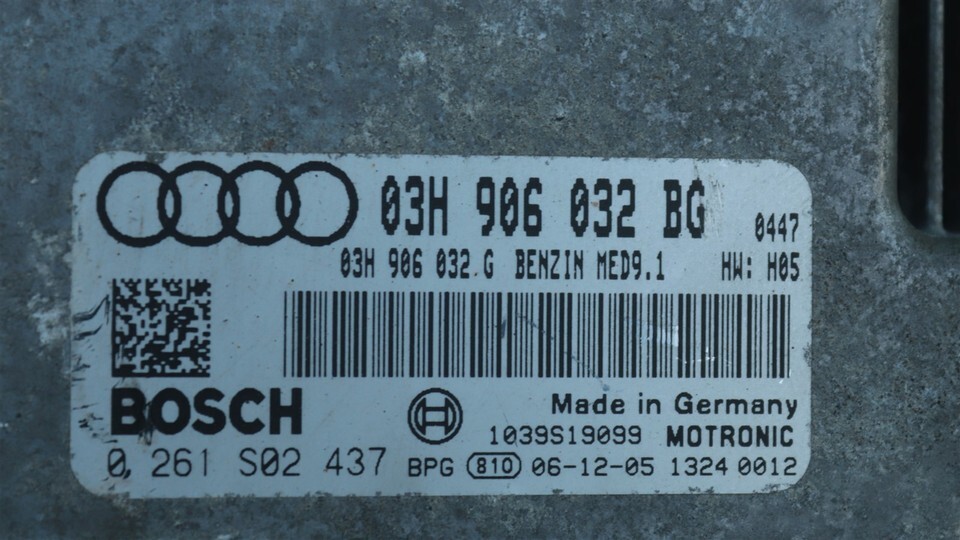 03H 906 032 BG 0447
03H 906 032 G BENZIN MED9.1 HW: H05
BOSCH
Made in Germany
1039S19099 MOTRONIC
0 261 S02 437 BPG 810 06-12-05 1324 0012